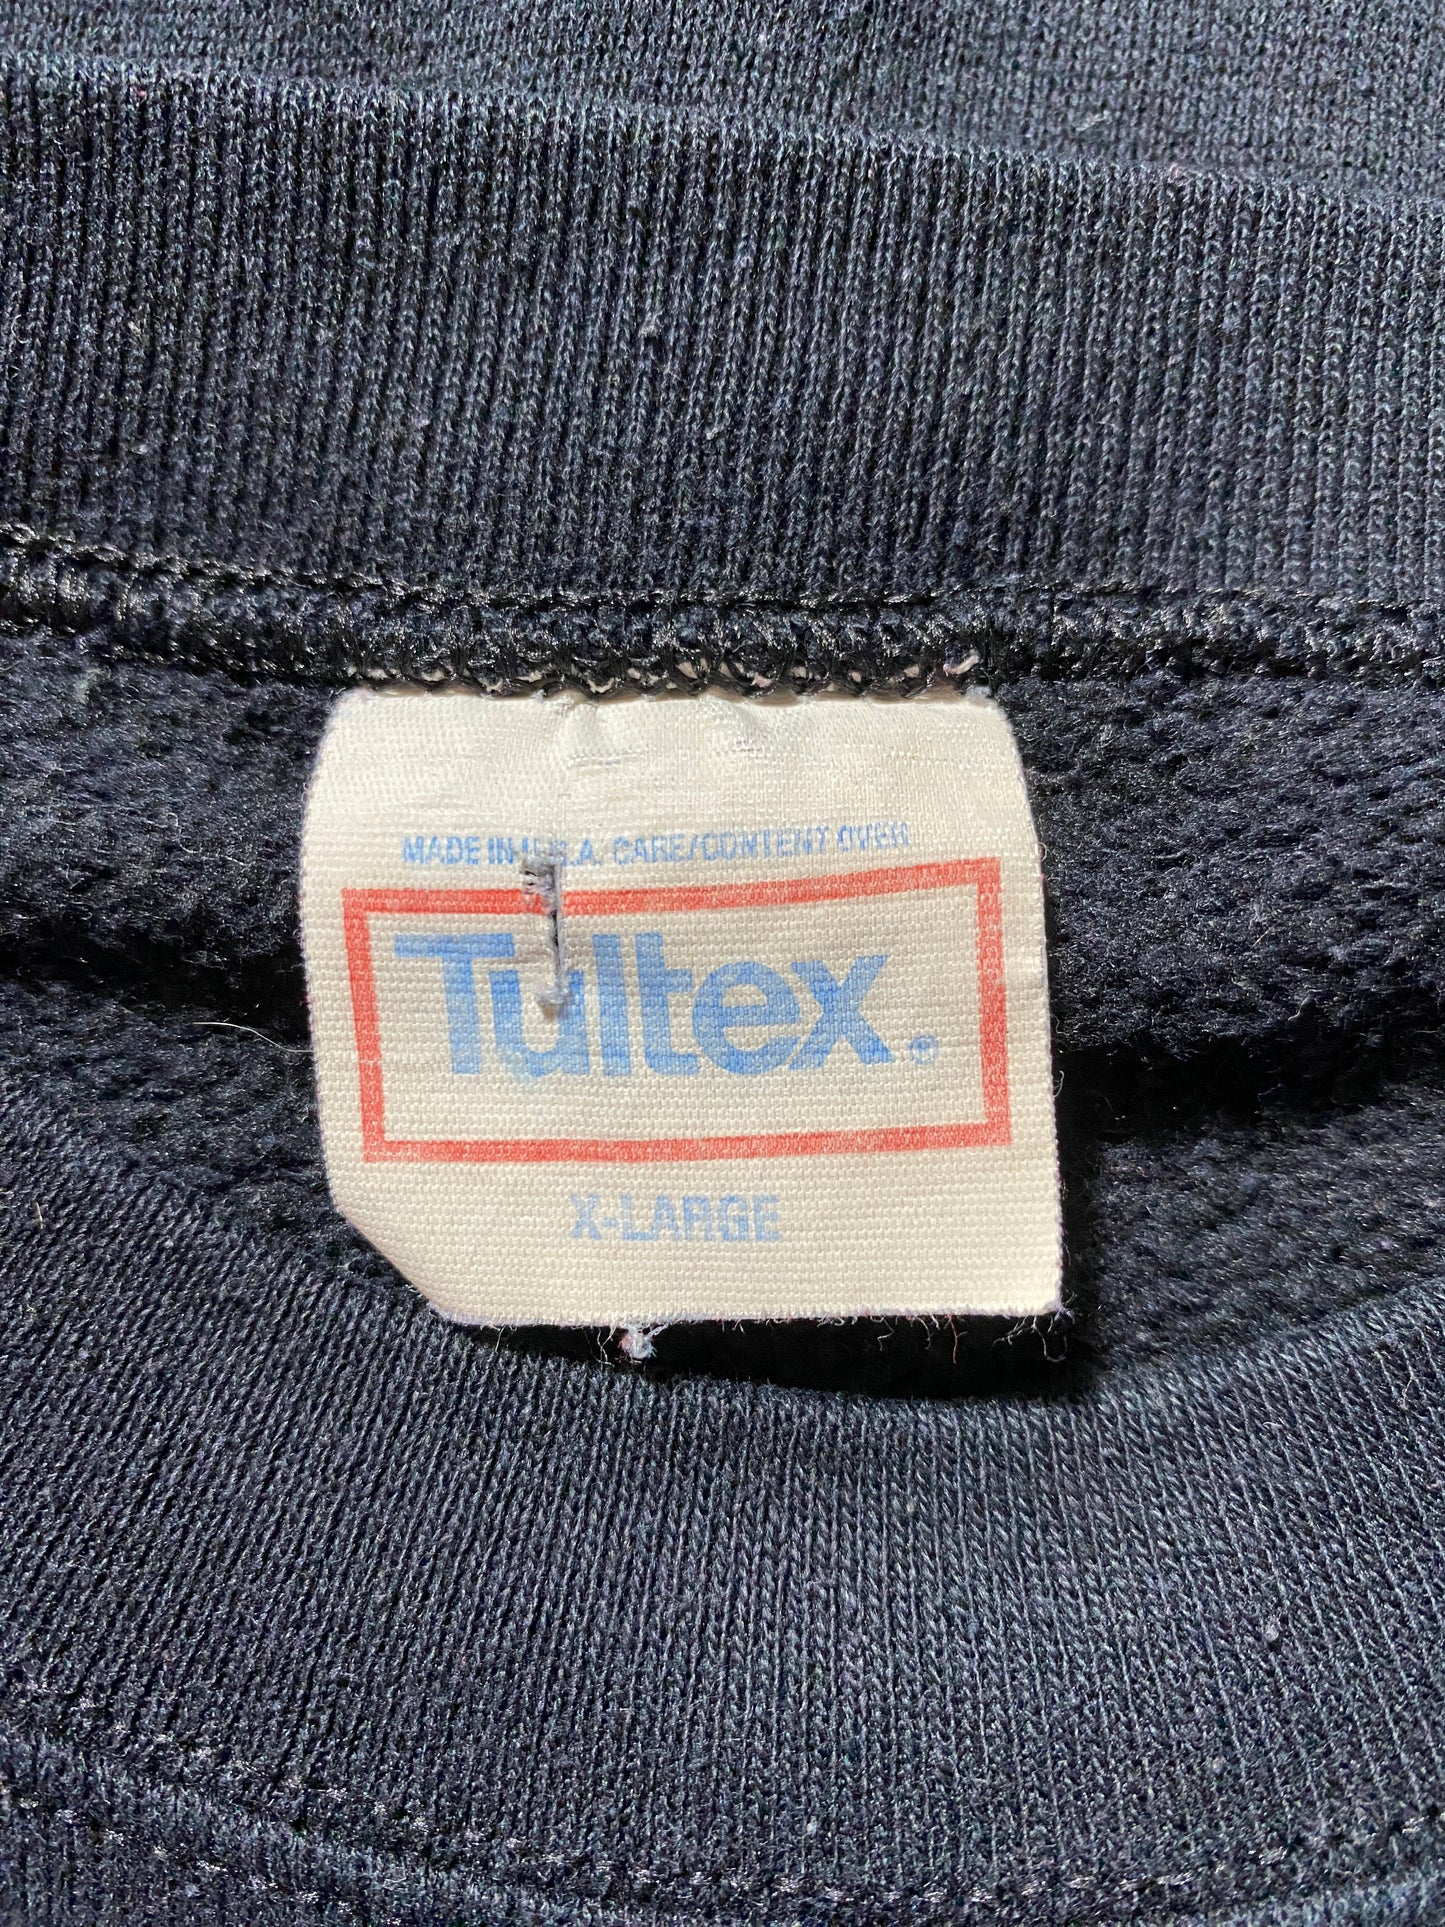 MADE IN U.S.A. CARE/CONTENT OVER
Tultex®
X-LARGE